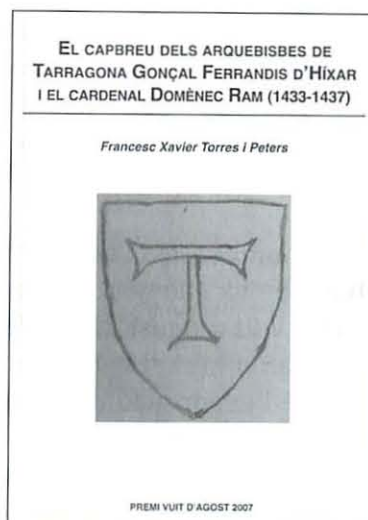 EL CAPBREU DELS ARQUEBISBES DE
TARRAGONA GONÇAL FERRANDIS D'HÍXAR
I EL CARDENAL DOMÈNEC RAM (1433-1437)
Francesc Xavier Torres i Peters
T
PREMI VUIT D'AGOST 2007